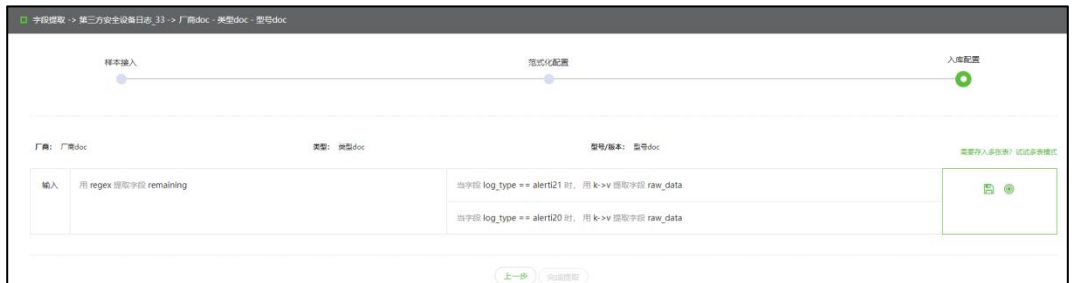 字段提取 -> 第三方安全设备日志_33 -> 厂商doc - 类型doc - 型号doc
样本接入 范式化配置 入库配置
厂商: 厂商doc 类型: 类型doc 型号/版本: 型号doc 需要存入多张表?试试多表模式
输入 用 regex 提取字段 remaining 当字段 log_type == alerti21 时, 用 k->v 提取字段 raw_data
当字段 log_type == alerti20 时, 用 k->v 提取字段 raw_data
上一步 完成提取